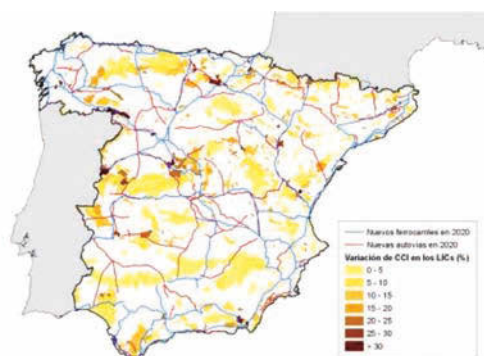 Nuevos ferrocarriles en 2020
Nuevas autovías en 2020
Variación de CCI en los LICs (%)
0 - 5
5 - 10
10 - 15
15 - 20
20 - 25
25 - 30
+ 30